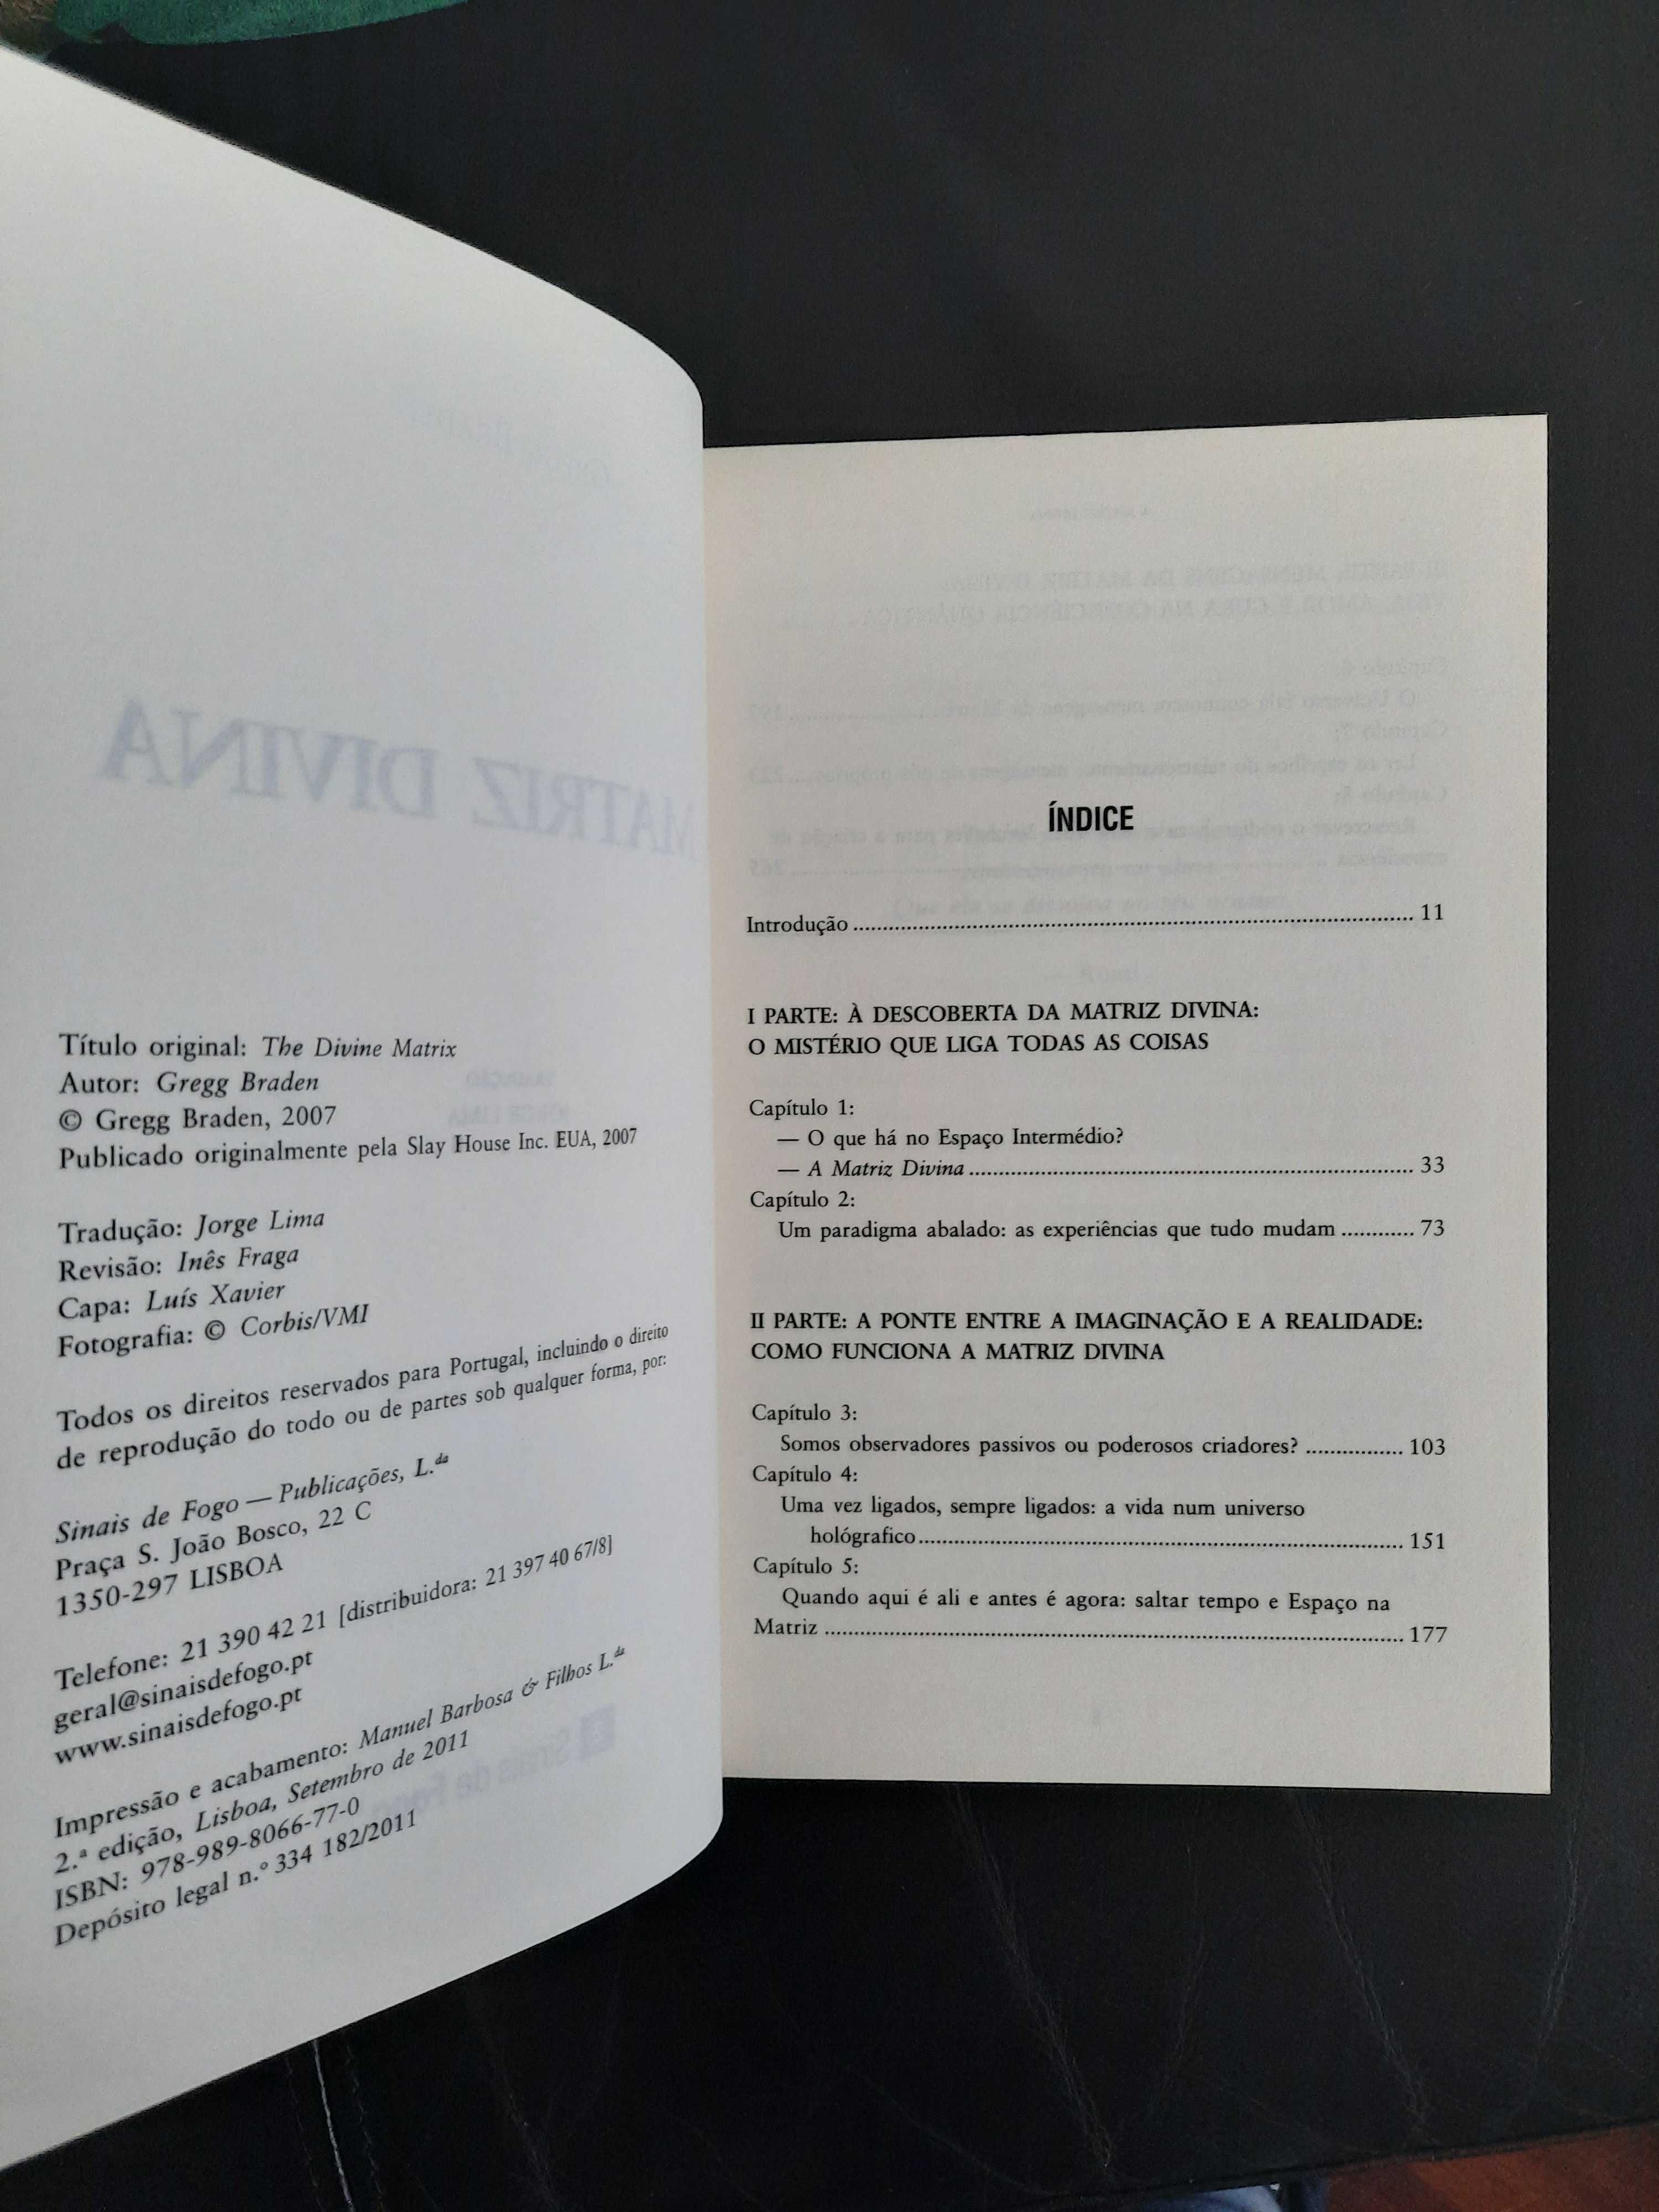 MATRIZ DIVINA
Título original: The Divine Matrix
Autor: Gregg Braden
© Gregg Braden, 2007
Publicado originalmente pela Slay House Inc. EUA, 2007
Tradução: Jorge Lima
Revisão: Inês Fraga
Capa: Luís Xavier
Fotografia: © Corbis/VMI
Todos os direitos reservados para Portugal, incluindo o direito
de reprodução do todo ou de partes sob qualquer forma, por:
Sinais de Fogo — Publicações, L.da
Praça S. João Bosco, 22 C
1350-297 LISBOA
Telefone: 21 390 42 21 [distribuidora: 21 397 40 67/8]
geral@sinaisdefogo.pt
www.sinaisdefogo.pt
Impressão e acabamento: Manuel Barbosa & Filhos L.da
2.ª edição, Lisboa, Setembro de 2011
ISBN: 978-989-8066-77-0
Depósito legal n.º 334 182/2011
ÍNDICE
Introdução ........ 11
I PARTE: À DESCOBERTA DA MATRIZ DIVINA:
O MISTÉRIO QUE LIGA TODAS AS COISAS
Capítulo 1:
— O que há no Espaço Intermédio?
— A Matriz Divina ........ 33
Capítulo 2:
Um paradigma abalado: as experiências que tudo mudam ........ 73
II PARTE: A PONTE ENTRE A IMAGINAÇÃO E A REALIDADE:
COMO FUNCIONA A MATRIZ DIVINA
Capítulo 3:
Somos observadores passivos ou poderosos criadores? ........ 103
Capítulo 4:
Uma vez ligados, sempre ligados: a vida num universo
hológrafico ........ 151
Capítulo 5:
Quando aqui é ali e antes é agora: saltar tempo e Espaço na
Matriz ........ 177